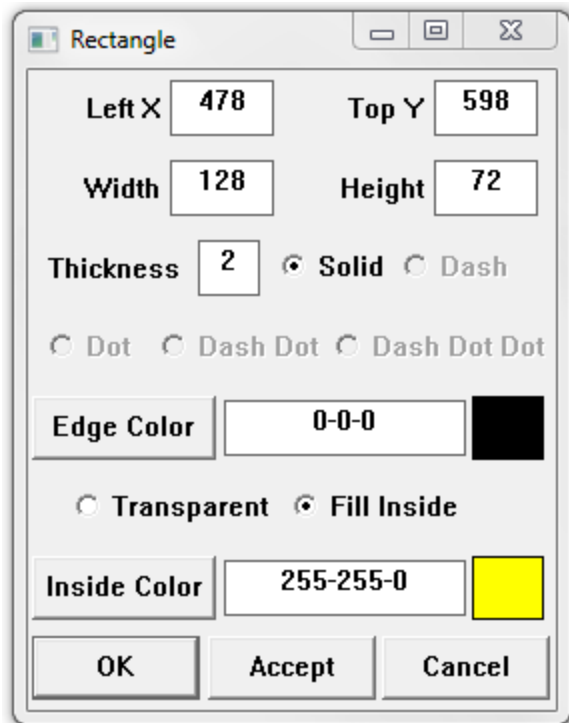 Rectangle
Left X 478 Top Y 598
Width 128 Height 72
Thickness 2 Solid Dash
Dot Dash Dot Dash Dot Dot
Edge Color 0-0-0
Transparent Fill Inside
Inside Color 255-255-0
OK Accept Cancel